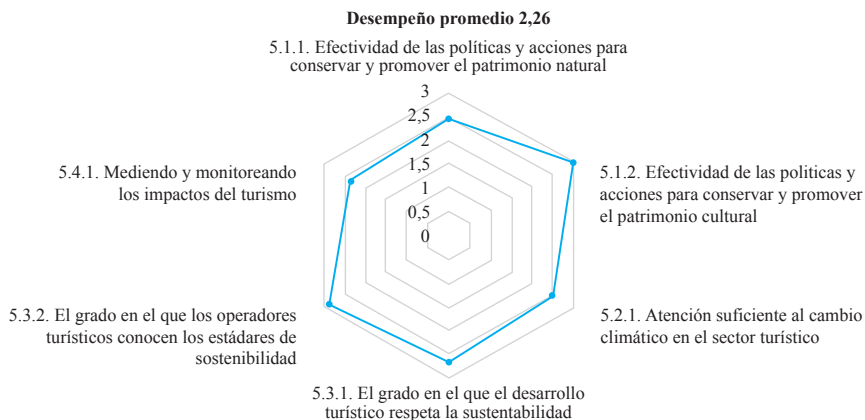 Desempeño promedio 2,26
5.1.1. Efectividad de las políticas y acciones para
conservar y promover el patrimonio natural
3
2,5
2
1,5
1
0,5
0
5.1.2. Efectividad de las politicas y
acciones para conservar y promover
el patrimonio cultural
5.2.1. Atención suficiente al cambio
climático en el sector turístico
5.3.1. El grado en el que el desarrollo
turístico respeta la sustentabilidad
5.3.2. El grado en el que los operadores
turísticos conocen los estádares de
sostenibilidad
5.4.1. Mediendo y monitoreando
los impactos del turismo